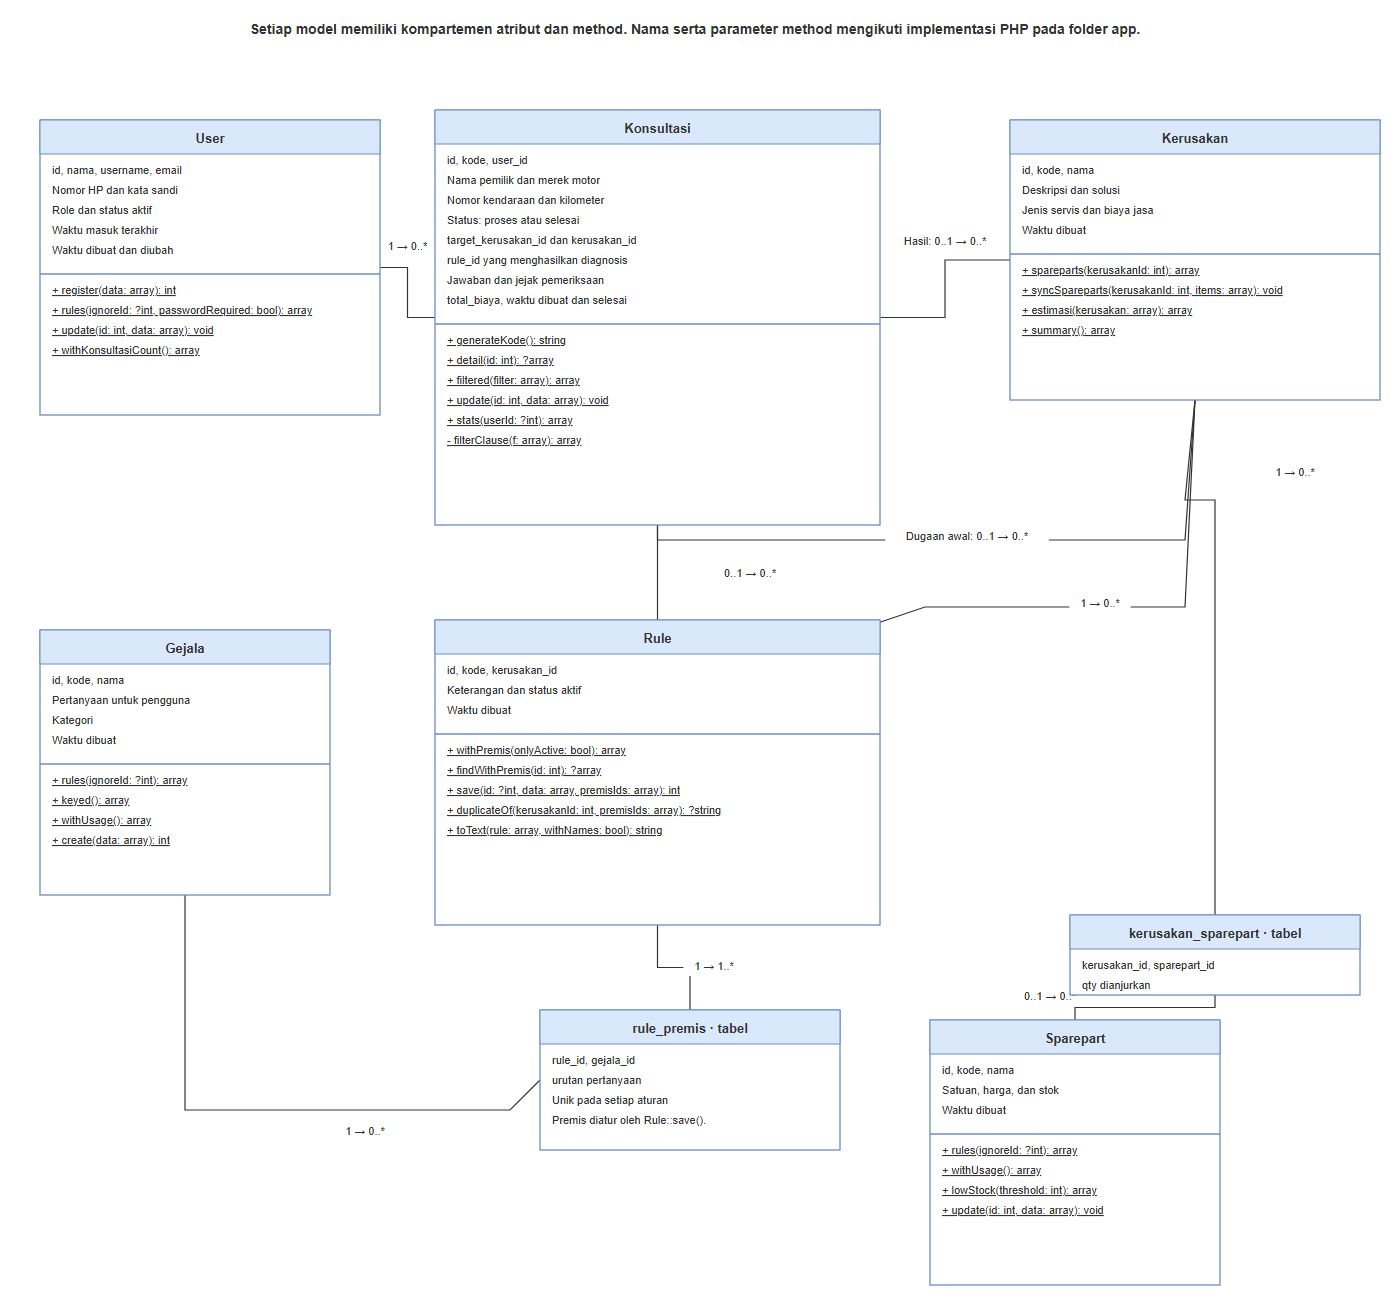 Setiap model memiliki kompartemen atribut dan method. Nama serta parameter method mengikuti implementasi PHP pada folder app.
User
id, nama, username, email
Nomor HP dan kata sandi
Role dan status aktif
Waktu masuk terakhir
Waktu dibuat dan diubah
+ register(data: array): int
+ rules(ignoreId: ?int, passwordRequired: bool): array
+ update(id: int, data: array): void
+ withKonsultasiCount(): array
1 → 0..*
Konsultasi
id, kode, user_id
Nama pemilik dan merek motor
Nomor kendaraan dan kilometer
Status: proses atau selesai
target_kerusakan_id dan kerusakan_id
rule_id yang menghasilkan diagnosis
Jawaban dan jejak pemeriksaan
total_biaya, waktu dibuat dan selesai
+ generateKode(): string
+ detail(id: int): ?array
+ filtered(filter: array): array
+ update(id: int, data: array): void
+ stats(userId: ?int): array
- filterClause(f: array): array
Hasil: 0..1 → 0..*
Kerusakan
id, kode, nama
Deskripsi dan solusi
Jenis servis dan biaya jasa
Waktu dibuat
+ spareparts(kerusakanId: int): array
+ syncSpareparts(kerusakanId: int, items: array): void
+ estimasi(kerusakan: array): array
+ summary(): array
1 → 0..*
Dugaan awal: 0..1 → 0..*
0..1 → 0..*
1 → 0..*
Gejala
id, kode, nama
Pertanyaan untuk pengguna
Kategori
Waktu dibuat
+ rules(ignoreId: ?int): array
+ keyed(): array
+ withUsage(): array
+ create(data: array): int
Rule
id, kode, kerusakan_id
Keterangan dan status aktif
Waktu dibuat
+ withPremis(onlyActive: bool): array
+ findWithPremis(id: int): ?array
+ save(id: ?int, data: array, premisIds: array): int
+ duplicateOf(kerusakanId: int, premisIds: array): ?string
+ toText(rule: array, withNames: bool): string
1 → 1..*
kerusakan_sparepart · tabel
kerusakan_id, sparepart_id
qty dianjurkan
0..1 → 0..
rule_premis · tabel
rule_id, gejala_id
urutan pertanyaan
Unik pada setiap aturan
Premis diatur oleh Rule::save().
1 → 0..*
Sparepart
id, kode, nama
Satuan, harga, dan stok
Waktu dibuat
+ rules(ignoreId: ?int): array
+ withUsage(): array
+ lowStock(threshold: int): array
+ update(id: int, data: array): void